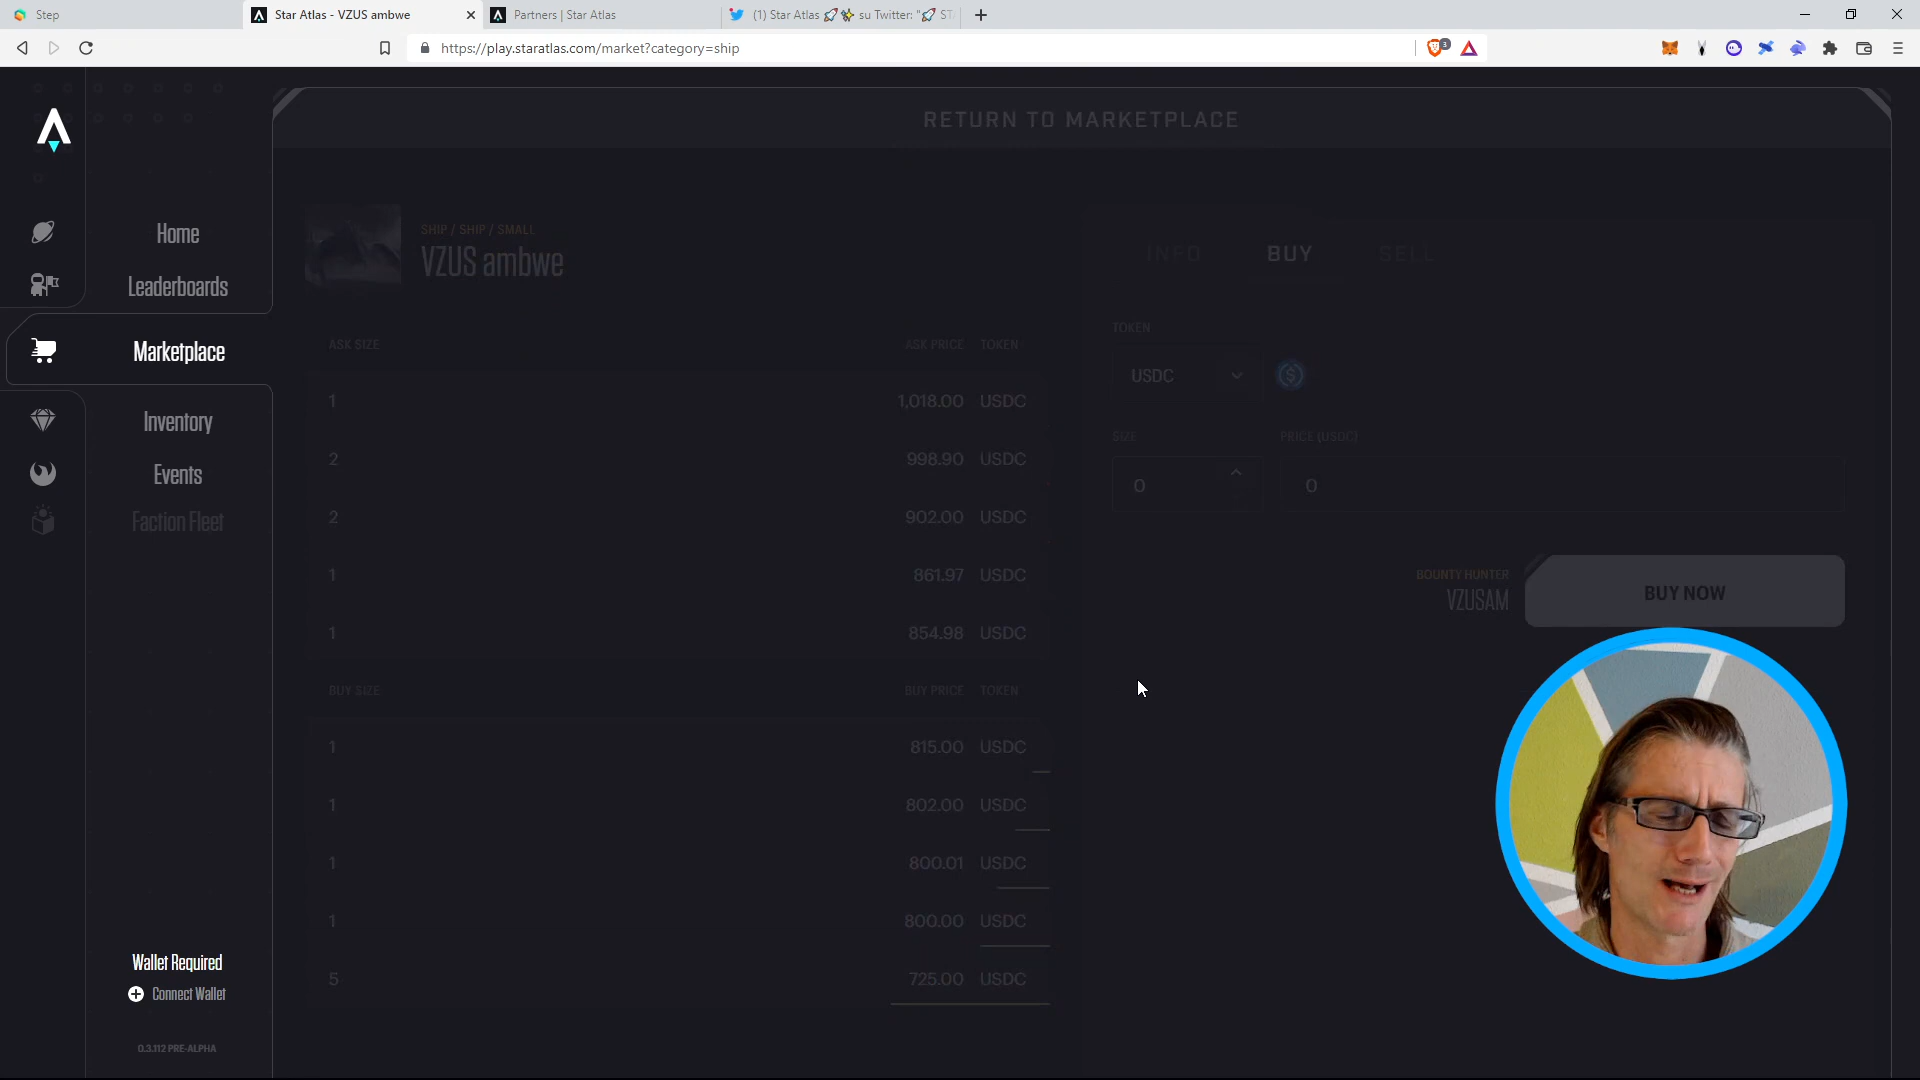 Step
Star Atlas - VZUS ambwe
Partners | Star Atlas
(1) Star Atlas 🚀✨ su Twitter: "🚀 ST
https://play.staratlas.com/market?category=ship
3
RETURN TO MARKETPLACE
Home
Leaderboards
Marketplace
Inventory
Events
Faction Fleet
Wallet Required
Connect Wallet
0.3.112 PRE-ALPHA
SHIP / SHIP / SMALL
VZUS ambwe
ASK SIZE ASK PRICE TOKEN
1 1,018.00 USDC
2 998.90 USDC
2 902.00 USDC
1 861.97 USDC
1 854.98 USDC
BUY SIZE BUY PRICE TOKEN
1 815.00 USDC
1 802.00 USDC
1 800.01 USDC
1 800.00 USDC
5 725.00 USDC
INFO BUY SELL
TOKEN
USDC
SIZE PRICE (USDC)
0 0
BOUNTY HUNTER
VZUSAM
BUY NOW